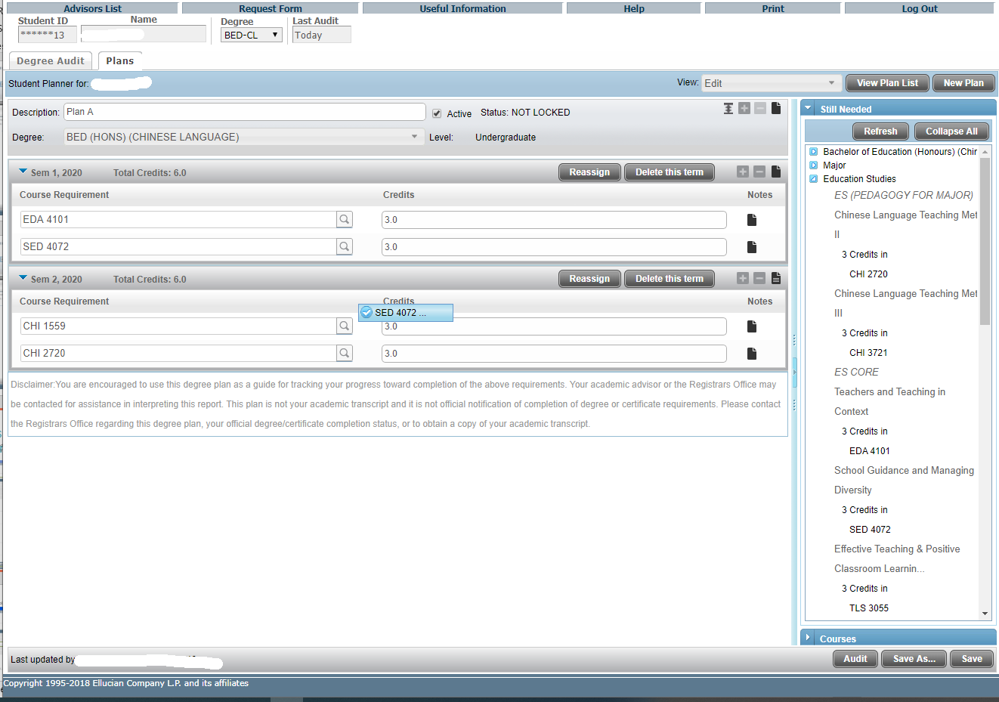 Advisors List Request Form Useful Information Help Print Log Out
Student ID Name Degree Last Audit
******13 BED-CL Today
Degree Audit Plans
Student Planner for: View: Edit View Plan List New Plan
Description: Plan A Active Status: NOT LOCKED
Degree: BED (HONS) (CHINESE LANGUAGE) Level: Undergraduate
Sem 1, 2020 Total Credits: 6.0 Reassign Delete this term
Course Requirement Credits Notes
EDA 4101 3.0
SED 4072 3.0
Sem 2, 2020 Total Credits: 6.0 Reassign Delete this term
Course Requirement Credits Notes
SED 4072 ...
CHI 1559 3.0
CHI 2720 3.0
Disclaimer:You are encouraged to use this degree plan as a guide for tracking your progress toward completion of the above requirements. Your academic advisor or the Registrars Office may
be contacted for assistance in interpreting this report. This plan is not your academic transcript and it is not official notification of completion of degree or certificate requirements. Please contact
the Registrars Office regarding this degree plan, your official degree/certificate completion status, or to obtain a copy of your academic transcript.
Still Needed
Refresh Collapse All
Bachelor of Education (Honours) (Chir
Major
Education Studies
ES (PEDAGOGY FOR MAJOR)
Chinese Language Teaching Met
II
3 Credits in
CHI 2720
Chinese Language Teaching Met
III
3 Credits in
CHI 3721
ES CORE
Teachers and Teaching in
Context
3 Credits in
EDA 4101
School Guidance and Managing
Diversity
3 Credits in
SED 4072
Effective Teaching & Positive
Classroom Learnin...
3 Credits in
TLS 3055
Courses
Last updated by Audit Save As... Save
Copyright 1995-2018 Ellucian Company L.P. and its affiliates